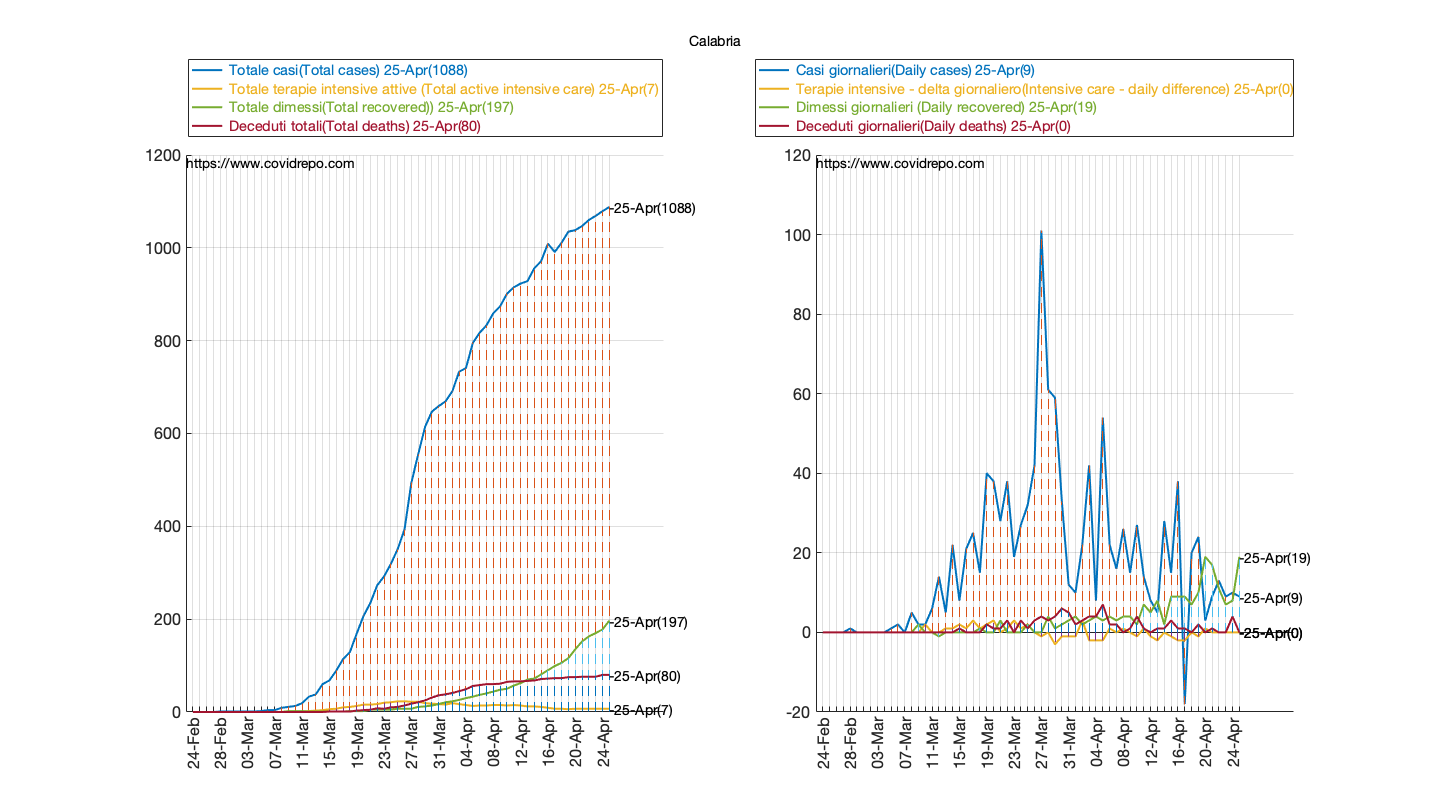 Calabria
Totale casi(Total cases) 25-Apr(1088)
Totale terapie intensive attive (Total active intensive care) 25-Apr(7)
Totale dimessi(Total recovered)) 25-Apr(197)
Deceduti totali(Total deaths) 25-Apr(80)
https://www.covidrepo.com
1200
1000
800
600
400
200
0
25-Apr(1088)
25-Apr(197)
25-Apr(80)
25-Apr(7)
24-Feb
28-Feb
03-Mar
07-Mar
11-Mar
15-Mar
19-Mar
23-Mar
27-Mar
31-Mar
04-Apr
08-Apr
12-Apr
16-Apr
20-Apr
24-Apr
Casi giornalieri(Daily cases) 25-Apr(9)
Terapie intensive - delta giornaliero(Intensive care - daily difference) 25-Apr(0)
Dimessi giornalieri (Daily recovered) 25-Apr(19)
Deceduti giornalieri(Daily deaths) 25-Apr(0)
https://www.covidrepo.com
120
100
80
60
40
20
0
-20
25-Apr(19)
25-Apr(9)
25-Apr(0)
24-Feb
28-Feb
03-Mar
07-Mar
11-Mar
15-Mar
19-Mar
23-Mar
27-Mar
31-Mar
04-Apr
08-Apr
12-Apr
16-Apr
20-Apr
24-Apr